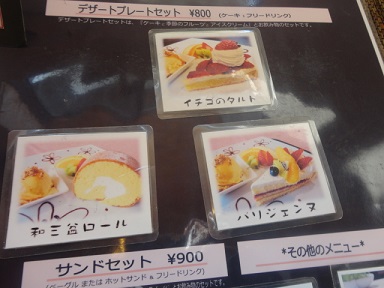 デザートプレートセット ¥800 (ケーキ、フリードリンク)
デザートプレートセットは、(ケーキ、季節のフルーツ、アイスクリーム)とお飲み物のセットです。
イチゴのタルト
和三盆ロール
パリジェンヌ
サンドセット ¥900
(ベーグル または ホットサンド & フリードリンク)
*その他のメニュー*